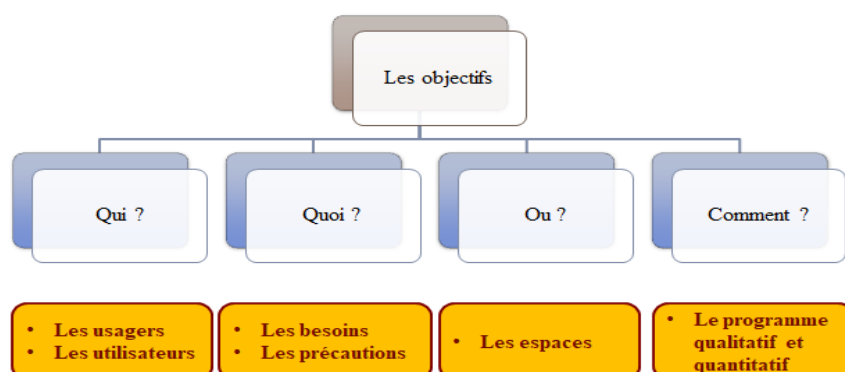 Les objectifs
Qui ?
Quoi ?
Ou ?
Comment ?
• Les usagers
• Les utilisateurs
• Les besoins
• Les précautions
• Les espaces
• Le programme
qualitatif et
quantitatif